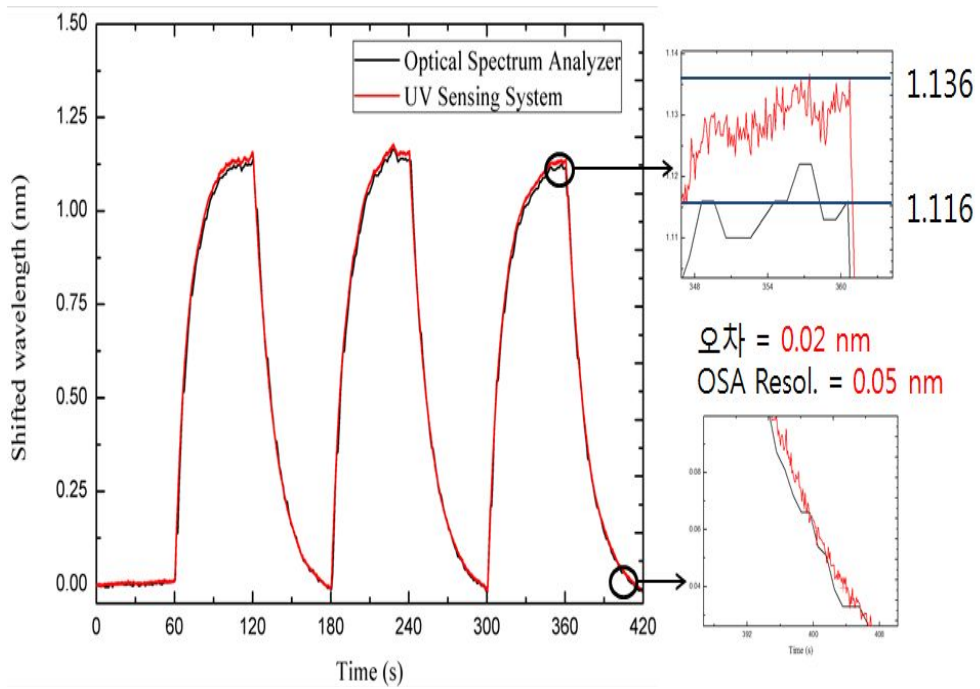 1.50
1.25
1.00
0.75
0.50
0.25
0.00
Shifted wavelength (nm)
Optical Spectrum Analyzer
UV Sensing System
0 60 120 180 240 300 360 420
Time (s)
1.14
1.13
1.12
1.11
348 354 360
1.136
1.116
오차 = 0.02 nm
OSA Resol. = 0.05 nm
0.08
0.06
0.04
392 400 408
Time (s)